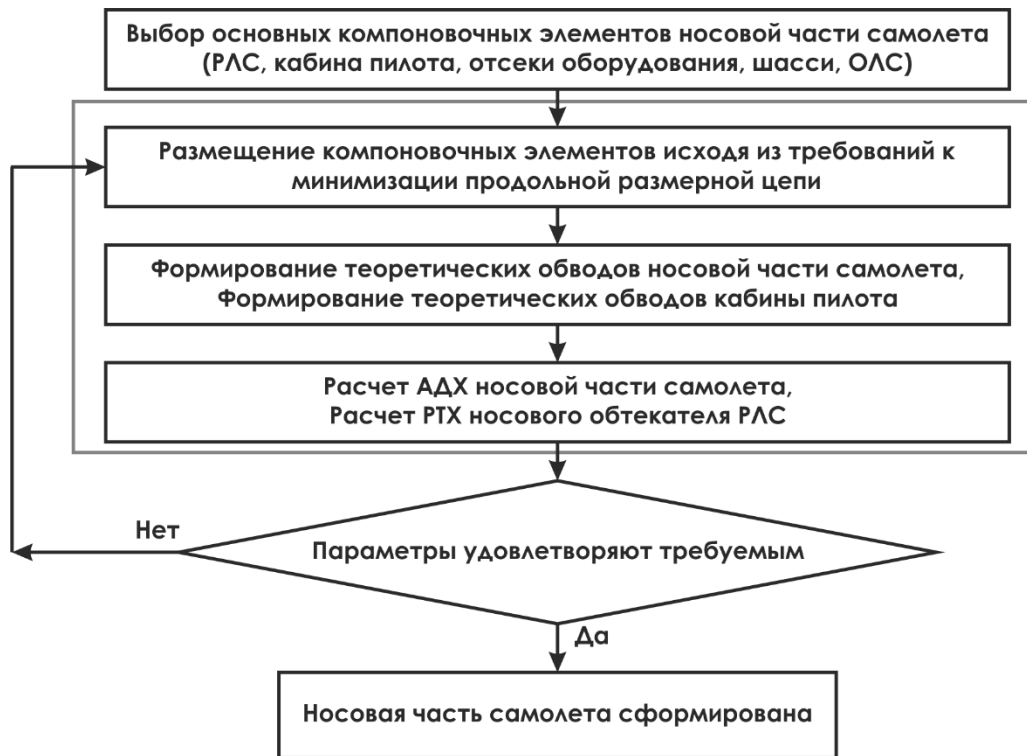 Выбор основных компоновочных элементов носовой части самолета
(РЛС, кабина пилота, отсеки оборудования, шасси, ОЛС)
Размещение компоновочных элементов исходя из требований к
минимизации продольной размерной цепи
Формирование теоретических обводов носовой части самолета,
Формирование теоретических обводов кабины пилота
Расчет АДХ носовой части самолета,
Расчет РТХ носового обтекателя РЛС
Нет
Параметры удовлетворяют требуемым
Да
Носовая часть самолета сформирована